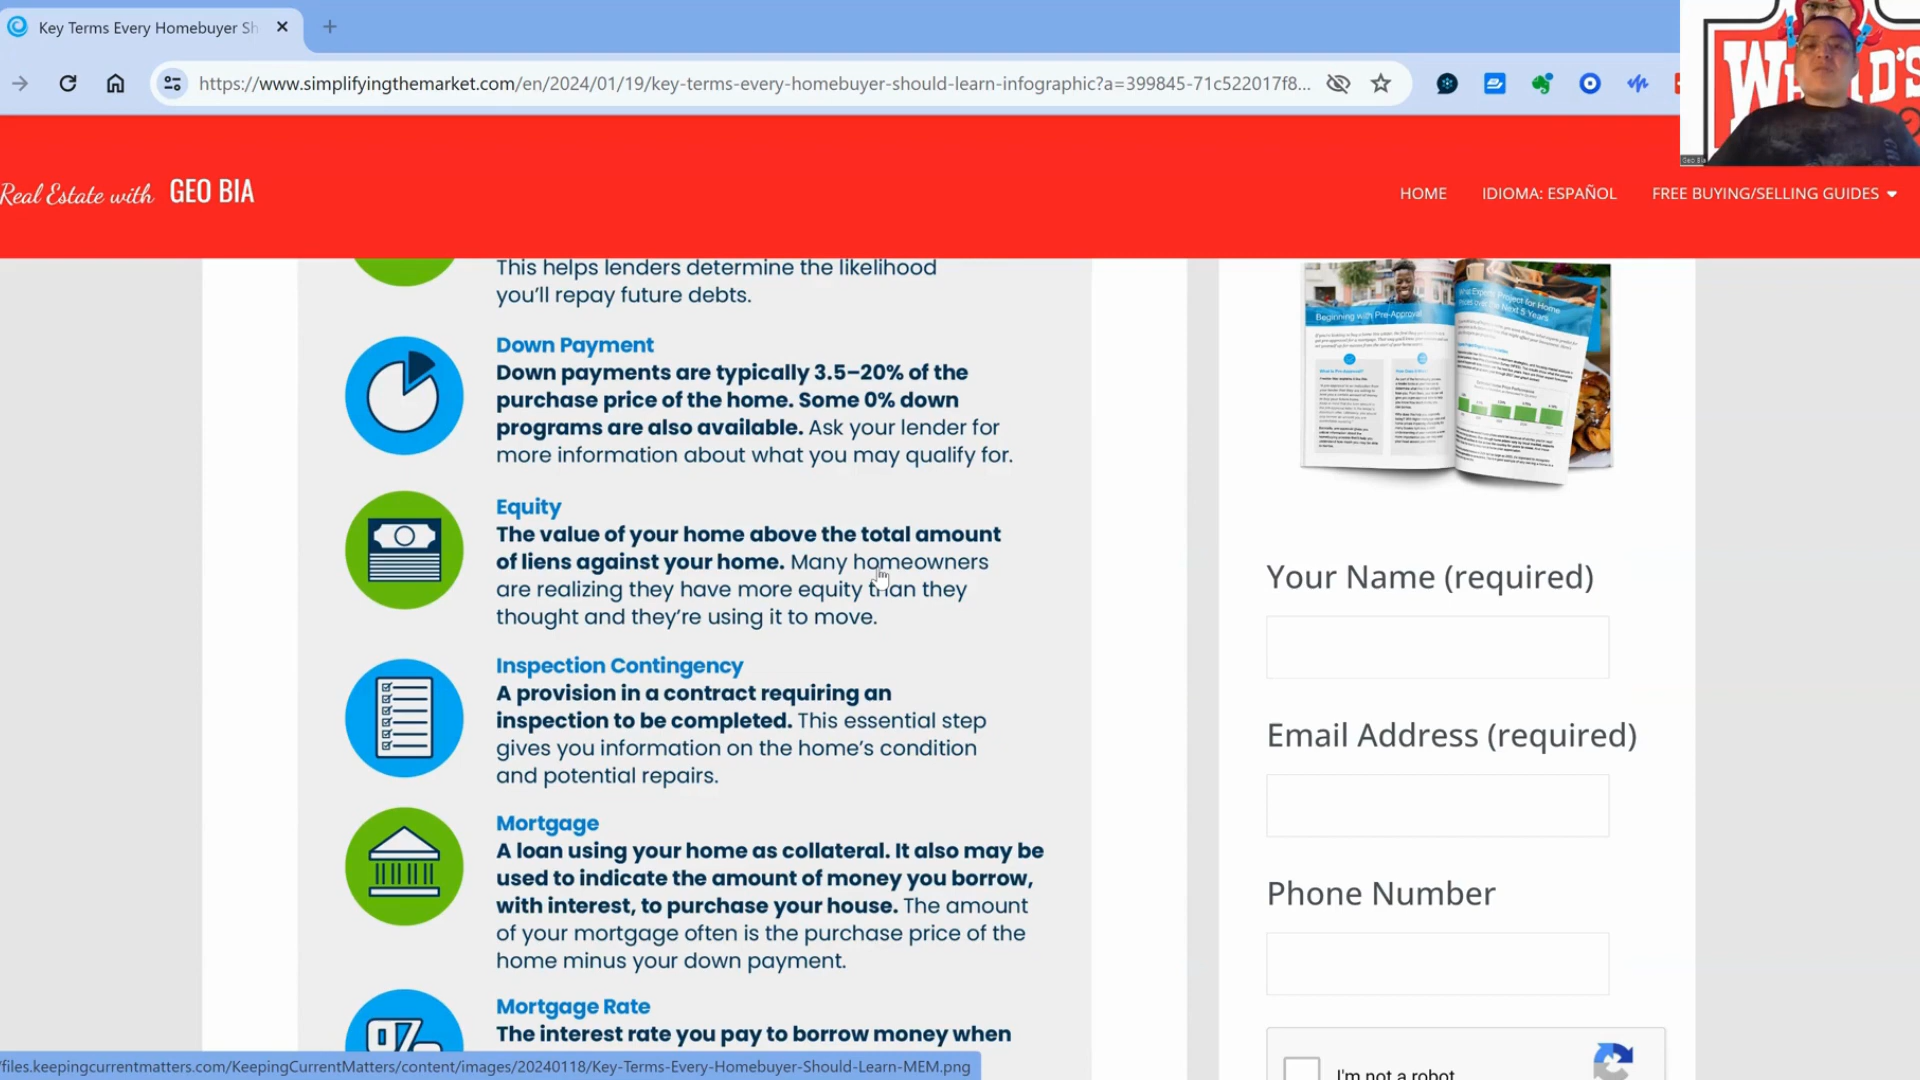 Key Terms Every Homebuyer Sh
https://www.simplifyingthemarket.com/en/2024/01/19/key-terms-every-homebuyer-should-learn-infographic?a=399845-71c522017f8...
Real Estate with GEO BIA
HOME
IDIOMA: ESPAÑOL
FREE BUYING/SELLING GUIDES
This helps lenders determine the likelihood
you'll repay future debts.
Down Payment
Down payments are typically 3.5–20% of the
purchase price of the home. Some 0% down
programs are also available. Ask your lender for
more information about what you may qualify for.
Equity
The value of your home above the total amount
of liens against your home. Many homeowners
are realizing they have more equity than they
thought and they're using it to move.
Inspection Contingency
A provision in a contract requiring an
inspection to be completed. This essential step
gives you information on the home's condition
and potential repairs.
Mortgage
A loan using your home as collateral. It also may be
used to indicate the amount of money you borrow,
with interest, to purchase your house. The amount
of your mortgage often is the purchase price of the
home minus your down payment.
Mortgage Rate
The interest rate you pay to borrow money when
/files.keepingcurrentmatters.com/KeepingCurrentMatters/content/images/20240118/Key-Terms-Every-Homebuyer-Should-Learn-MEM.png
Beginning with Pre-Approval
What Experts Project for Home
Prices over the Next 5 Years
Your Name (required)
Email Address (required)
Phone Number
I'm not a robot